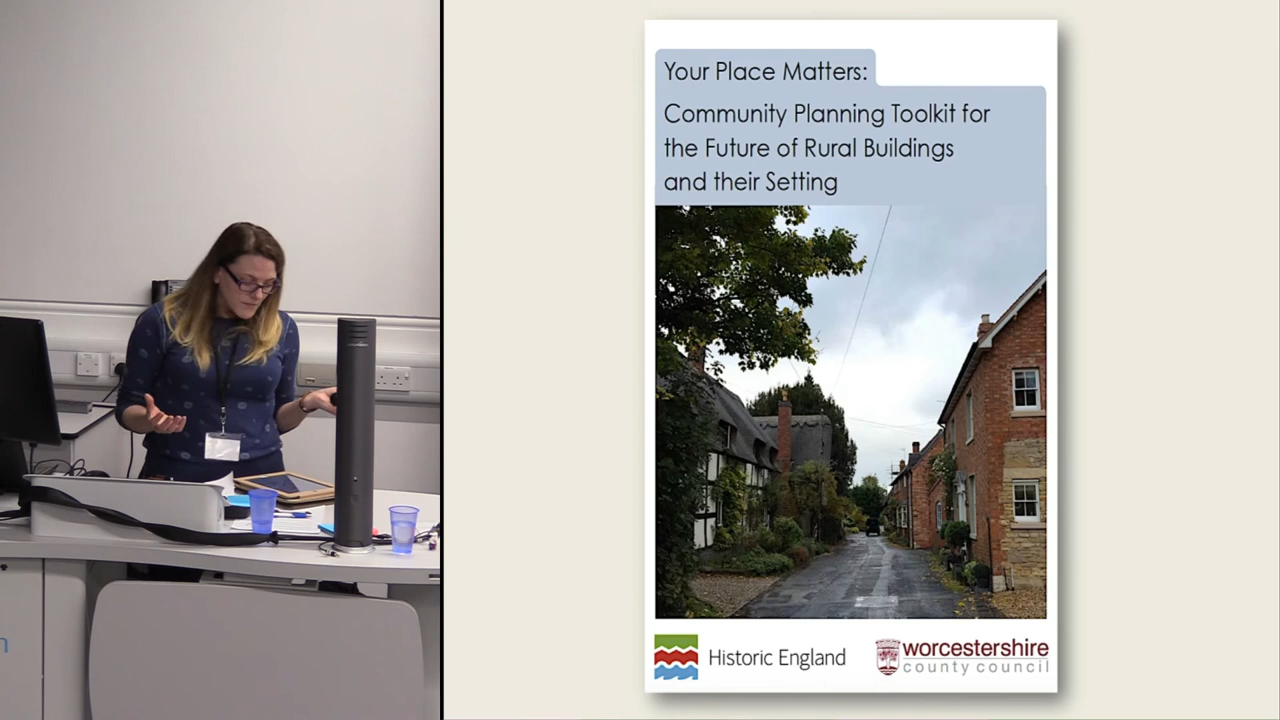 Your Place Matters:
Community Planning Toolkit for
the Future of Rural Buildings
and their Setting
Historic England
worcestershire
county council